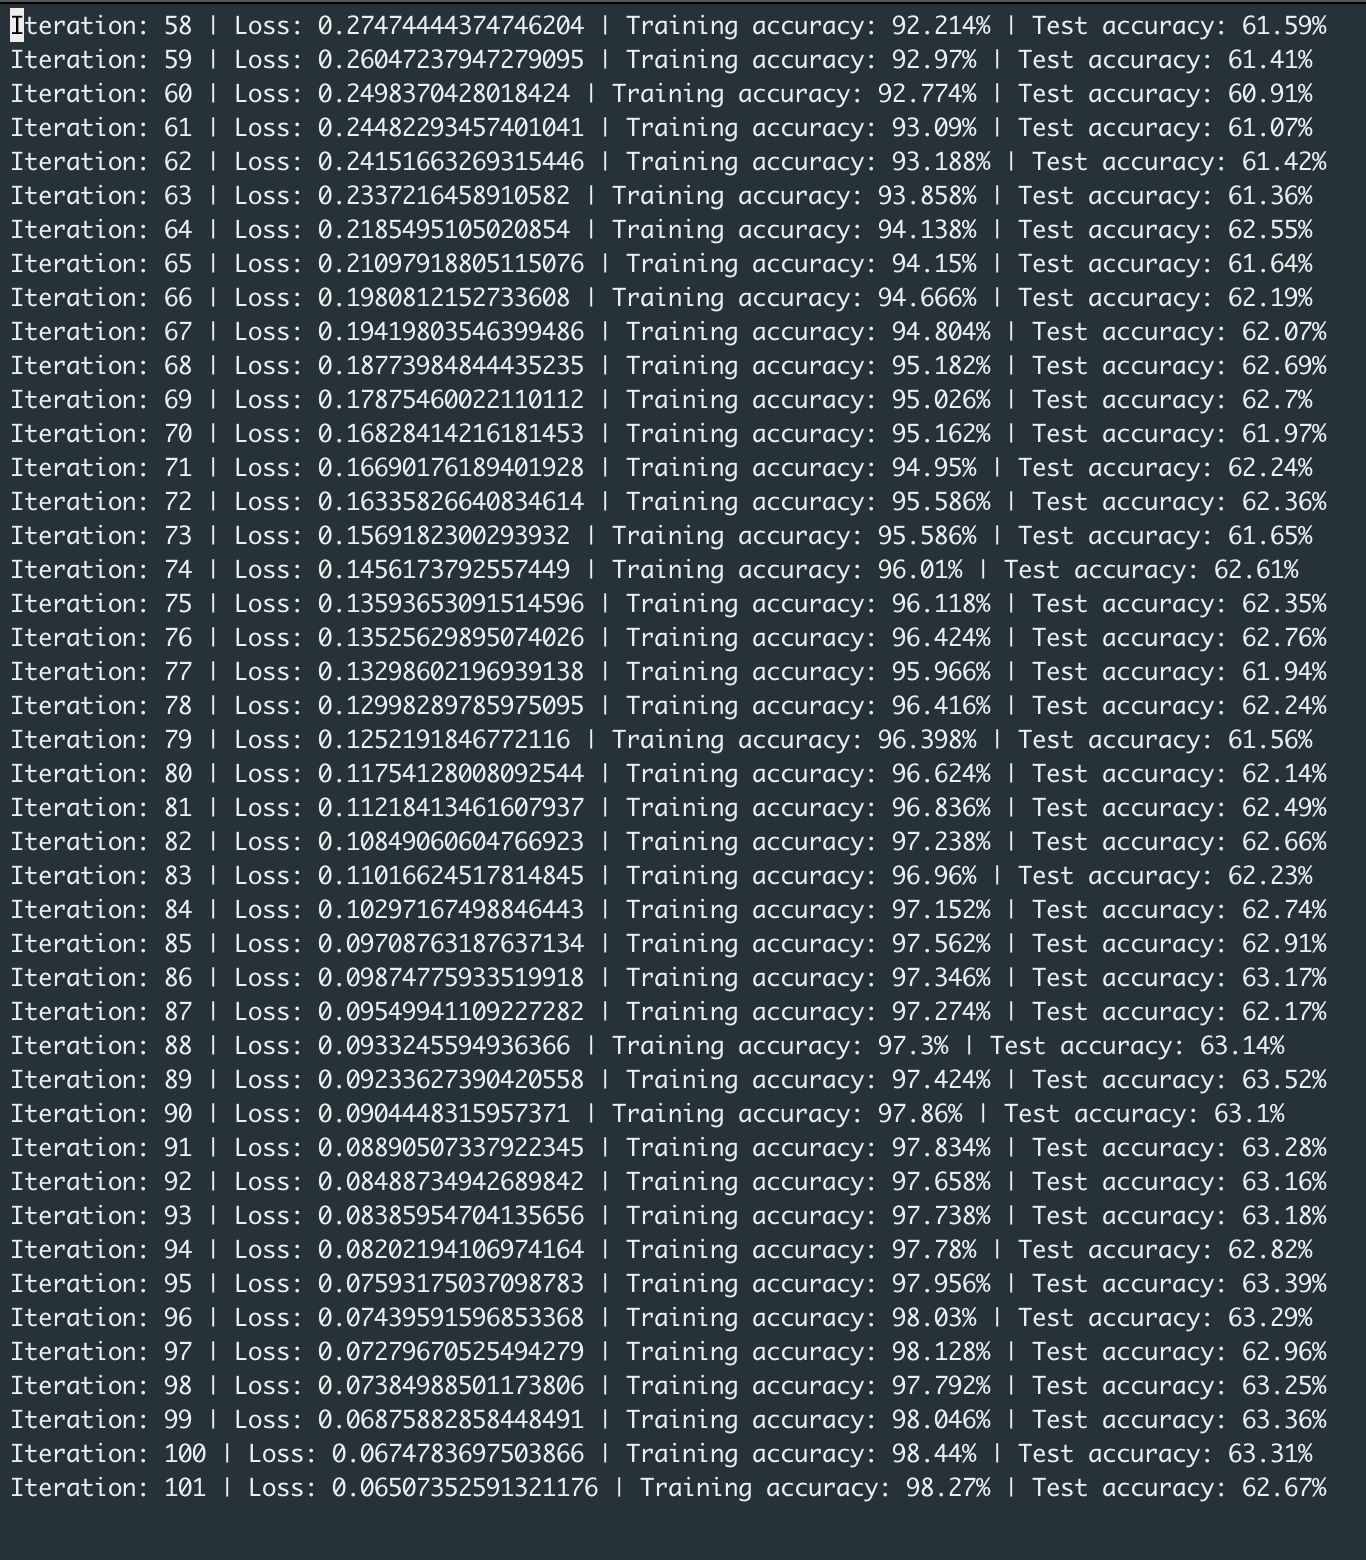 Iteration: 58 | Loss: 0.27474444374746204 | Training accuracy: 92.214% | Test accuracy: 61.59%
Iteration: 59 | Loss: 0.26047237947279095 | Training accuracy: 92.97% | Test accuracy: 61.41%
Iteration: 60 | Loss: 0.2498370428018424 | Training accuracy: 92.774% | Test accuracy: 60.91%
Iteration: 61 | Loss: 0.24482293457401041 | Training accuracy: 93.09% | Test accuracy: 61.07%
Iteration: 62 | Loss: 0.24151663269315446 | Training accuracy: 93.188% | Test accuracy: 61.42%
Iteration: 63 | Loss: 0.2337216458910582 | Training accuracy: 93.858% | Test accuracy: 61.36%
Iteration: 64 | Loss: 0.2185495105020854 | Training accuracy: 94.138% | Test accuracy: 62.55%
Iteration: 65 | Loss: 0.21097918805115076 | Training accuracy: 94.15% | Test accuracy: 61.64%
Iteration: 66 | Loss: 0.1980812152733608 | Training accuracy: 94.666% | Test accuracy: 62.19%
Iteration: 67 | Loss: 0.19419803546399486 | Training accuracy: 94.804% | Test accuracy: 62.07%
Iteration: 68 | Loss: 0.18773984844435235 | Training accuracy: 95.182% | Test accuracy: 62.69%
Iteration: 69 | Loss: 0.17875460022110112 | Training accuracy: 95.026% | Test accuracy: 62.7%
Iteration: 70 | Loss: 0.16828414216181453 | Training accuracy: 95.162% | Test accuracy: 61.97%
Iteration: 71 | Loss: 0.16690176189401928 | Training accuracy: 94.95% | Test accuracy: 62.24%
Iteration: 72 | Loss: 0.16335826640834614 | Training accuracy: 95.586% | Test accuracy: 62.36%
Iteration: 73 | Loss: 0.1569182300293932 | Training accuracy: 95.586% | Test accuracy: 61.65%
Iteration: 74 | Loss: 0.1456173792557449 | Training accuracy: 96.01% | Test accuracy: 62.61%
Iteration: 75 | Loss: 0.13593653091514596 | Training accuracy: 96.118% | Test accuracy: 62.35%
Iteration: 76 | Loss: 0.13525629895074026 | Training accuracy: 96.424% | Test accuracy: 62.76%
Iteration: 77 | Loss: 0.13298602196939138 | Training accuracy: 95.966% | Test accuracy: 61.94%
Iteration: 78 | Loss: 0.12998289785975095 | Training accuracy: 96.416% | Test accuracy: 62.24%
Iteration: 79 | Loss: 0.1252191846772116 | Training accuracy: 96.398% | Test accuracy: 61.56%
Iteration: 80 | Loss: 0.11754128008092544 | Training accuracy: 96.624% | Test accuracy: 62.14%
Iteration: 81 | Loss: 0.11218413461607937 | Training accuracy: 96.836% | Test accuracy: 62.49%
Iteration: 82 | Loss: 0.10849060604766923 | Training accuracy: 97.238% | Test accuracy: 62.66%
Iteration: 83 | Loss: 0.11016624517814845 | Training accuracy: 96.96% | Test accuracy: 62.23%
Iteration: 84 | Loss: 0.10297167498846443 | Training accuracy: 97.152% | Test accuracy: 62.74%
Iteration: 85 | Loss: 0.09708763187637134 | Training accuracy: 97.562% | Test accuracy: 62.91%
Iteration: 86 | Loss: 0.09874775933519918 | Training accuracy: 97.346% | Test accuracy: 63.17%
Iteration: 87 | Loss: 0.09549941109227282 | Training accuracy: 97.274% | Test accuracy: 62.17%
Iteration: 88 | Loss: 0.0933245594936366 | Training accuracy: 97.3% | Test accuracy: 63.14%
Iteration: 89 | Loss: 0.09233627390420558 | Training accuracy: 97.424% | Test accuracy: 63.52%
Iteration: 90 | Loss: 0.0904448315957371 | Training accuracy: 97.86% | Test accuracy: 63.1%
Iteration: 91 | Loss: 0.08890507337922345 | Training accuracy: 97.834% | Test accuracy: 63.28%
Iteration: 92 | Loss: 0.08488734942689842 | Training accuracy: 97.658% | Test accuracy: 63.16%
Iteration: 93 | Loss: 0.08385954704135656 | Training accuracy: 97.738% | Test accuracy: 63.18%
Iteration: 94 | Loss: 0.08202194106974164 | Training accuracy: 97.78% | Test accuracy: 62.82%
Iteration: 95 | Loss: 0.07593175037098783 | Training accuracy: 97.956% | Test accuracy: 63.39%
Iteration: 96 | Loss: 0.07439591596853368 | Training accuracy: 98.03% | Test accuracy: 63.29%
Iteration: 97 | Loss: 0.07279670525494279 | Training accuracy: 98.128% | Test accuracy: 62.96%
Iteration: 98 | Loss: 0.07384988501173806 | Training accuracy: 97.792% | Test accuracy: 63.25%
Iteration: 99 | Loss: 0.06875882858448491 | Training accuracy: 98.046% | Test accuracy: 63.36%
Iteration: 100 | Loss: 0.0674783697503866 | Training accuracy: 98.44% | Test accuracy: 63.31%
Iteration: 101 | Loss: 0.06507352591321176 | Training accuracy: 98.27% | Test accuracy: 62.67%